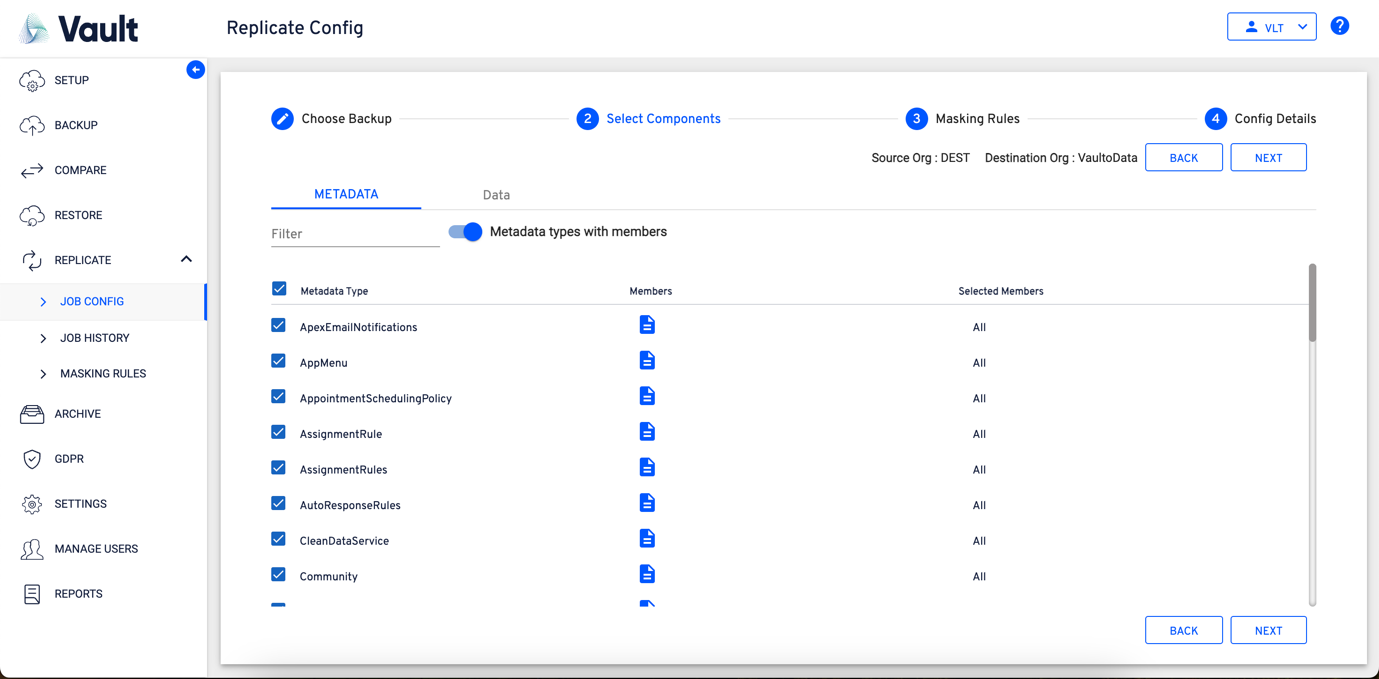 Vault
Replicate Config
VLT
?
SETUP
BACKUP
COMPARE
RESTORE
REPLICATE
JOB CONFIG
JOB HISTORY
MASKING RULES
ARCHIVE
GDPR
SETTINGS
MANAGE USERS
REPORTS
Choose Backup
2 Select Components
3 Masking Rules
4 Config Details
Source Org : DEST Destination Org : VaultoData BACK NEXT
METADATA Data
Filter Metadata types with members
Metadata Type Members Selected Members
ApexEmailNotifications All
AppMenu All
AppointmentSchedulingPolicy All
AssignmentRule All
AssignmentRules All
AutoResponseRules All
CleanDataService All
Community All
BACK NEXT